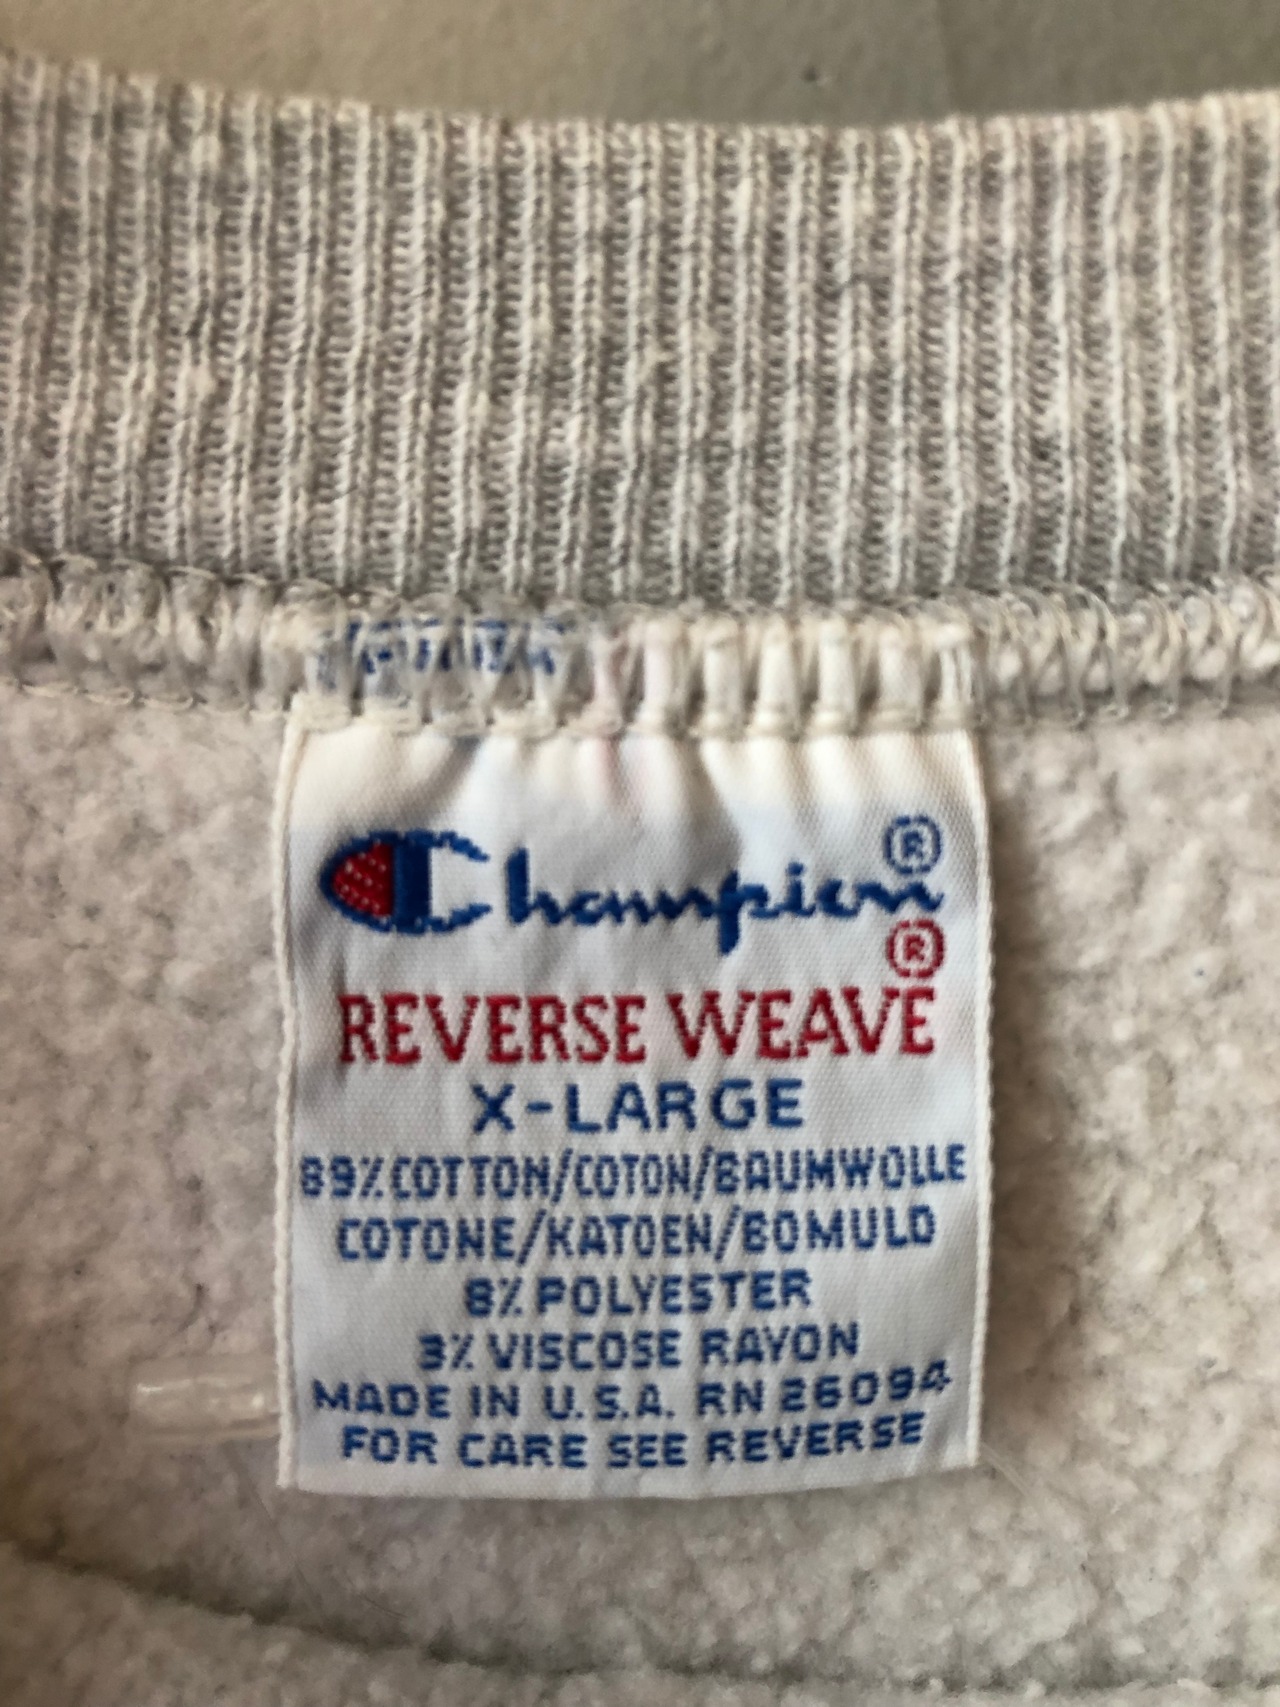 Champion®
®
REVERSE WEAVE
X-LARGE
89% COTTON/COTON/BAUMWOLLE
COTONE/KATOEN/BOMULD
8% POLYESTER
3% VISCOSE RAYON
MADE IN U.S.A. RN 26094
FOR CARE SEE REVERSE